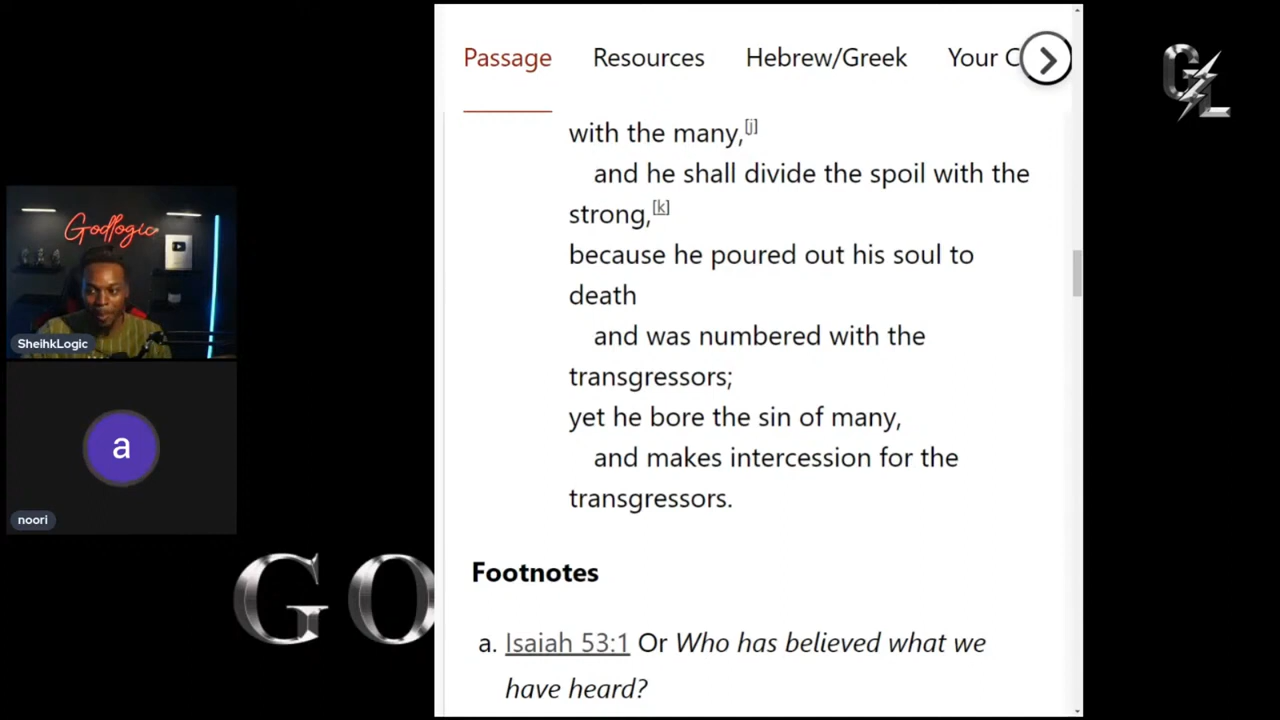 Passage Resources Hebrew/Greek Your C
with the many,[j]
and he shall divide the spoil with the
strong,[k]
because he poured out his soul to
death
and was numbered with the
transgressors;
yet he bore the sin of many,
and makes intercession for the
transgressors.
Footnotes
a. Isaiah 53:1 Or Who has believed what we
have heard?
Godlogic
SheihkLogic
a
noori
GO
GL